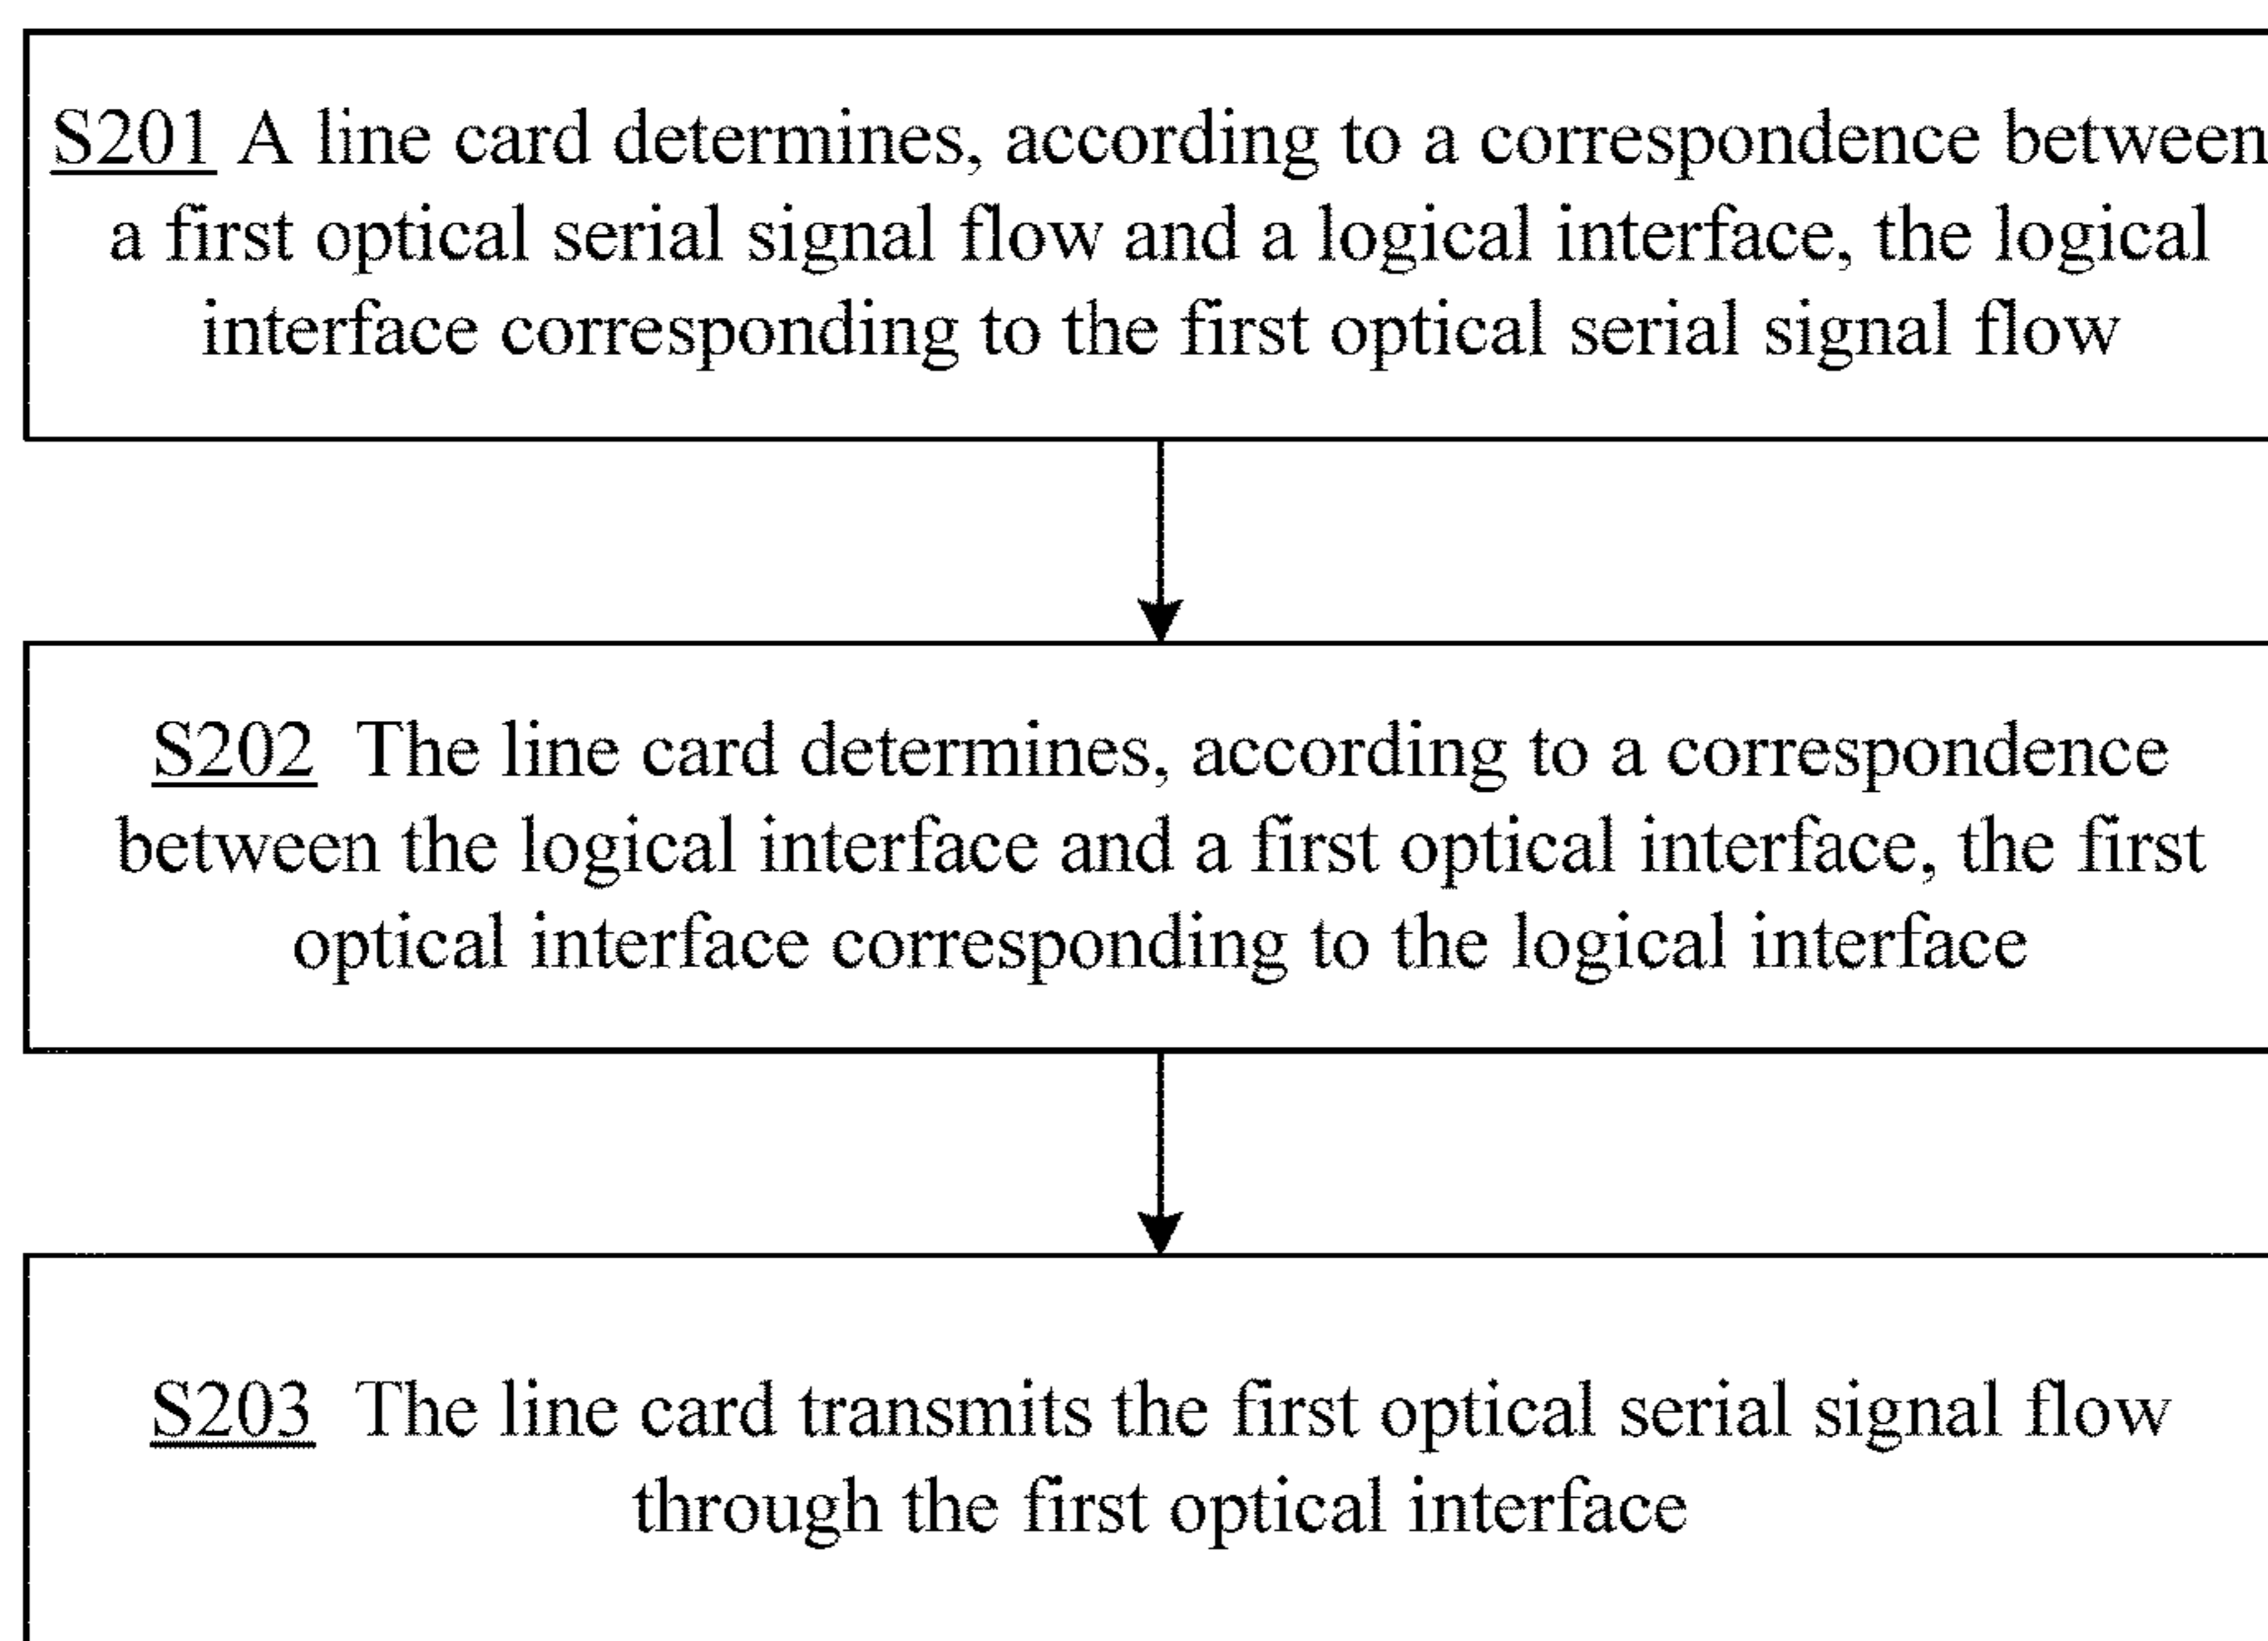 S201 A line card determines, according to a correspondence between
a first optical serial signal flow and a logical interface, the logical
interface corresponding to the first optical serial signal flow
S202 The line card determines, according to a correspondence
between the logical interface and a first optical interface, the first
optical interface corresponding to the logical interface
S203 The line card transmits the first optical serial signal flow
through the first optical interface